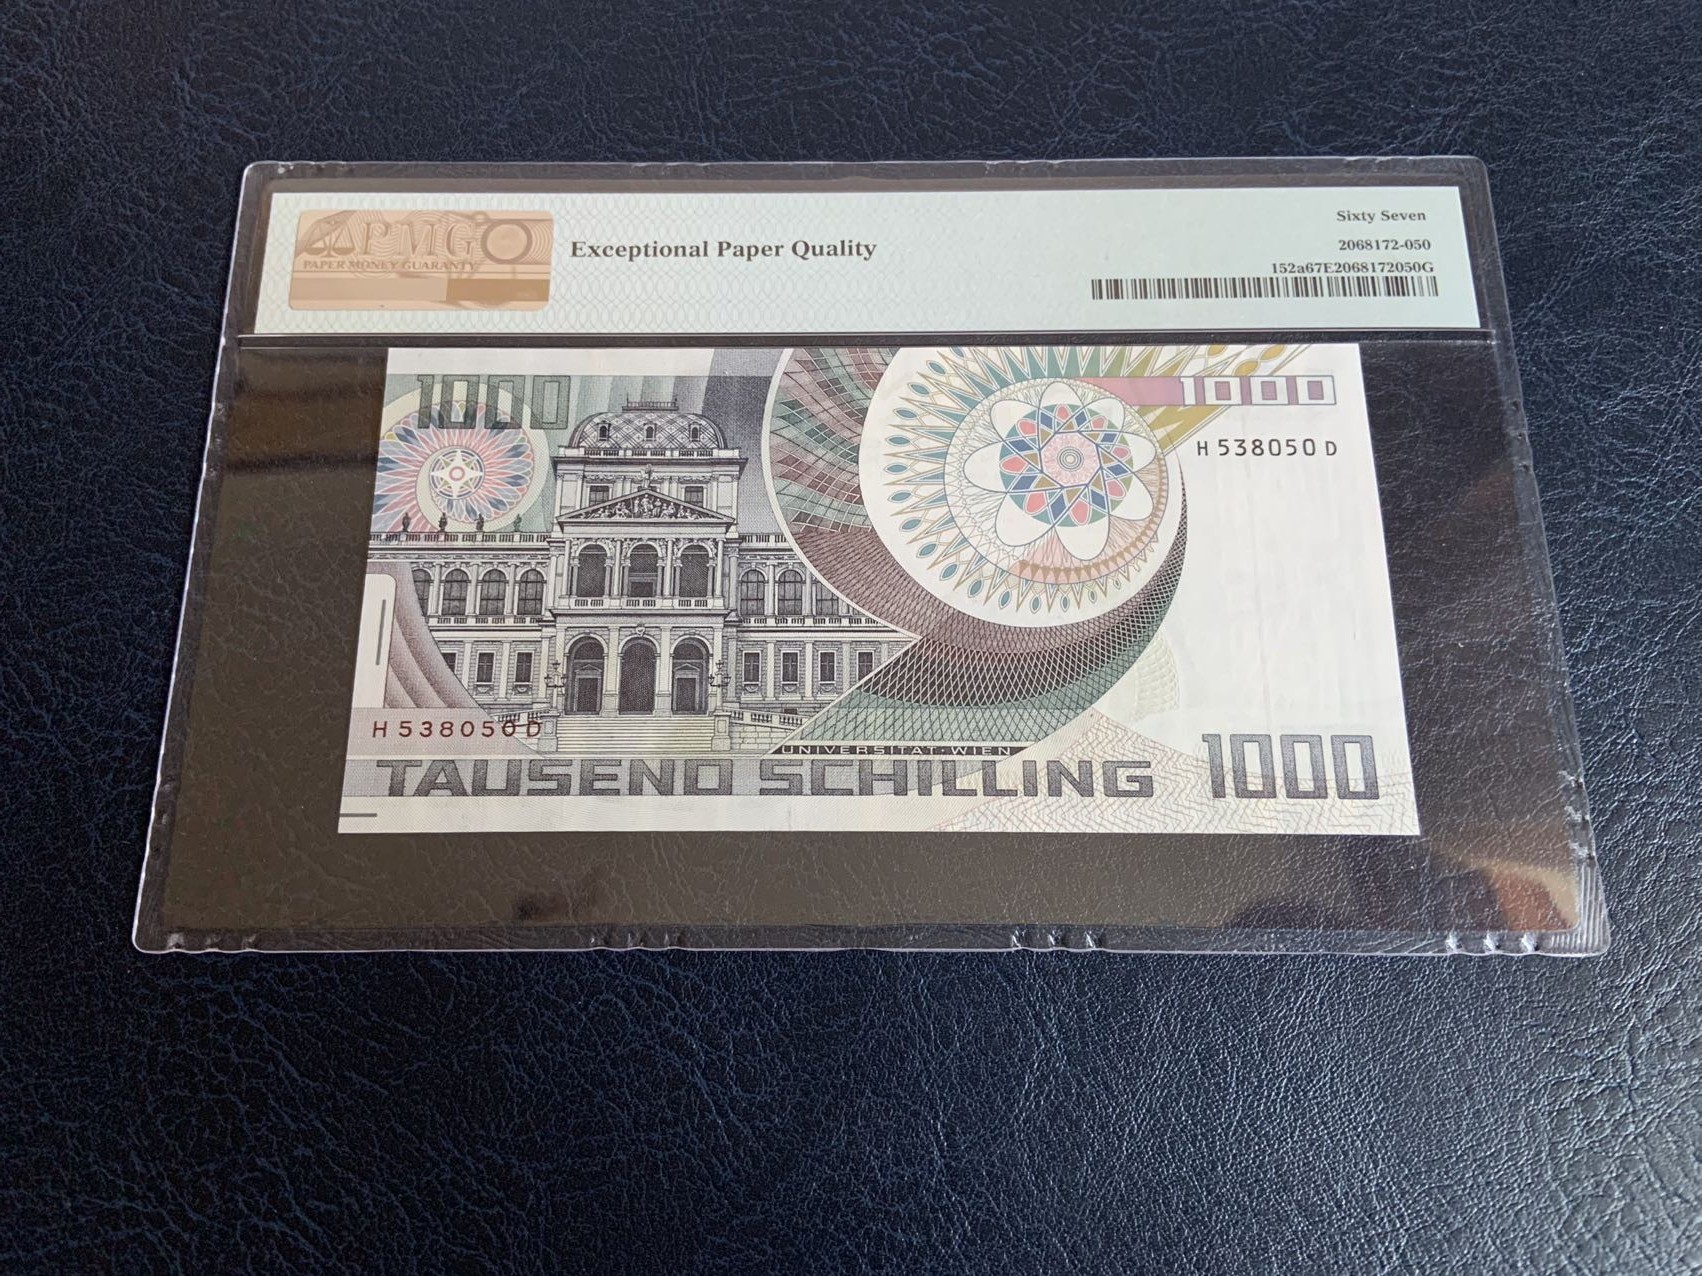 PMG
PAPER MONEY GUARANTY
Exceptional Paper Quality
Sixty Seven
2068172-050
152a67E2068172050G
1000
1000
H 538050 D
H 538050 D
UNIVERSITÄT·WIEN
TAUSEND SCHILLING 1000